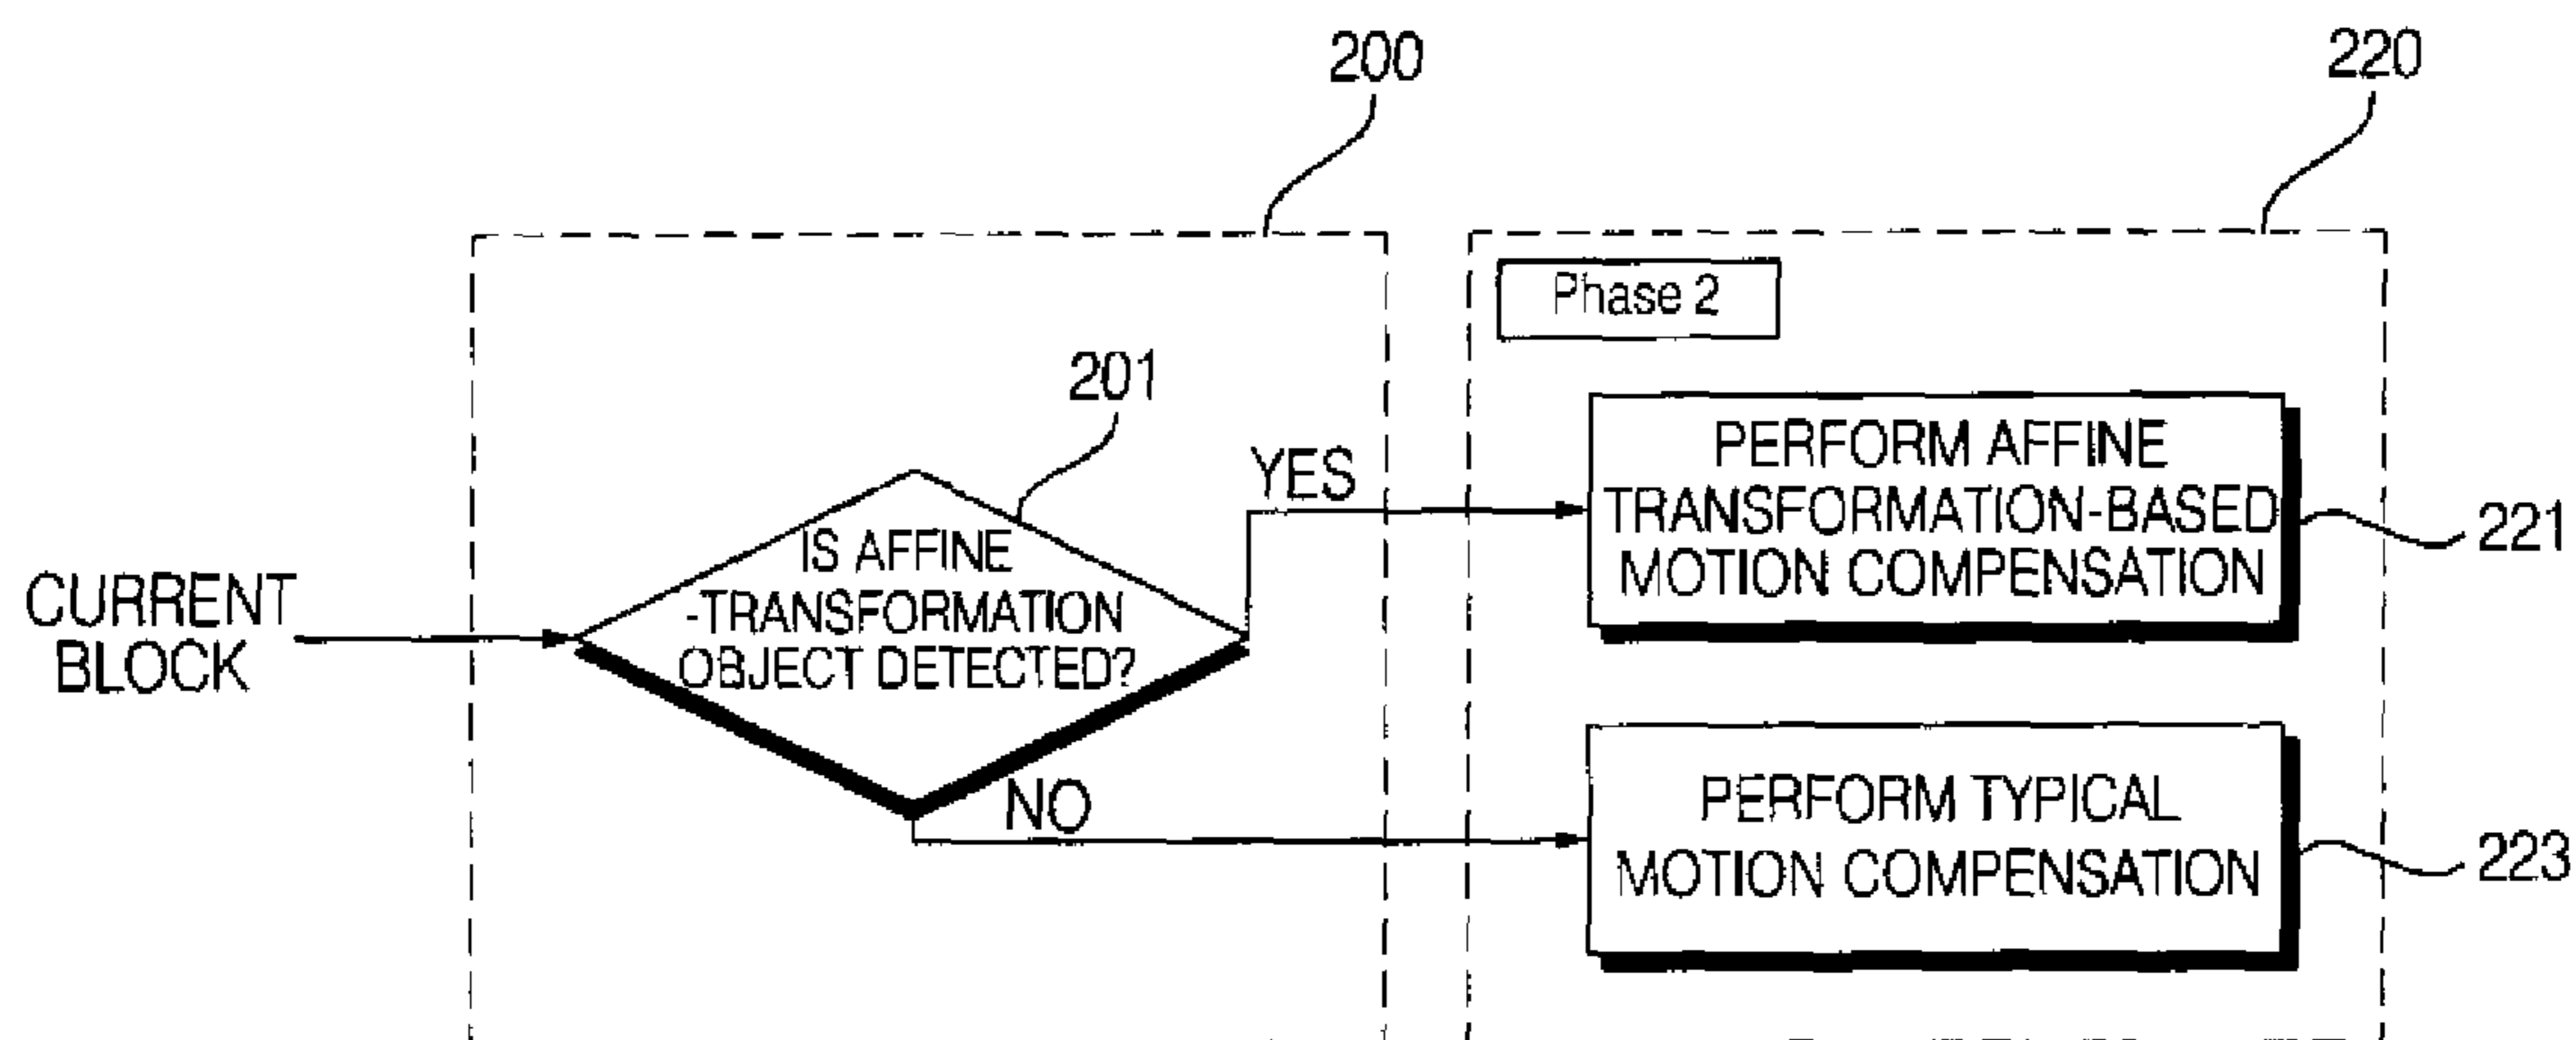 200
220
Phase 2
201
YES
PERFORM AFFINE
TRANSFORMATION-BASED
MOTION COMPENSATION
221
IS AFFINE
-TRANSFORMATION
OBJECT DETECTED?
CURRENT
BLOCK
NO
PERFORM TYPICAL
MOTION COMPENSATION
223